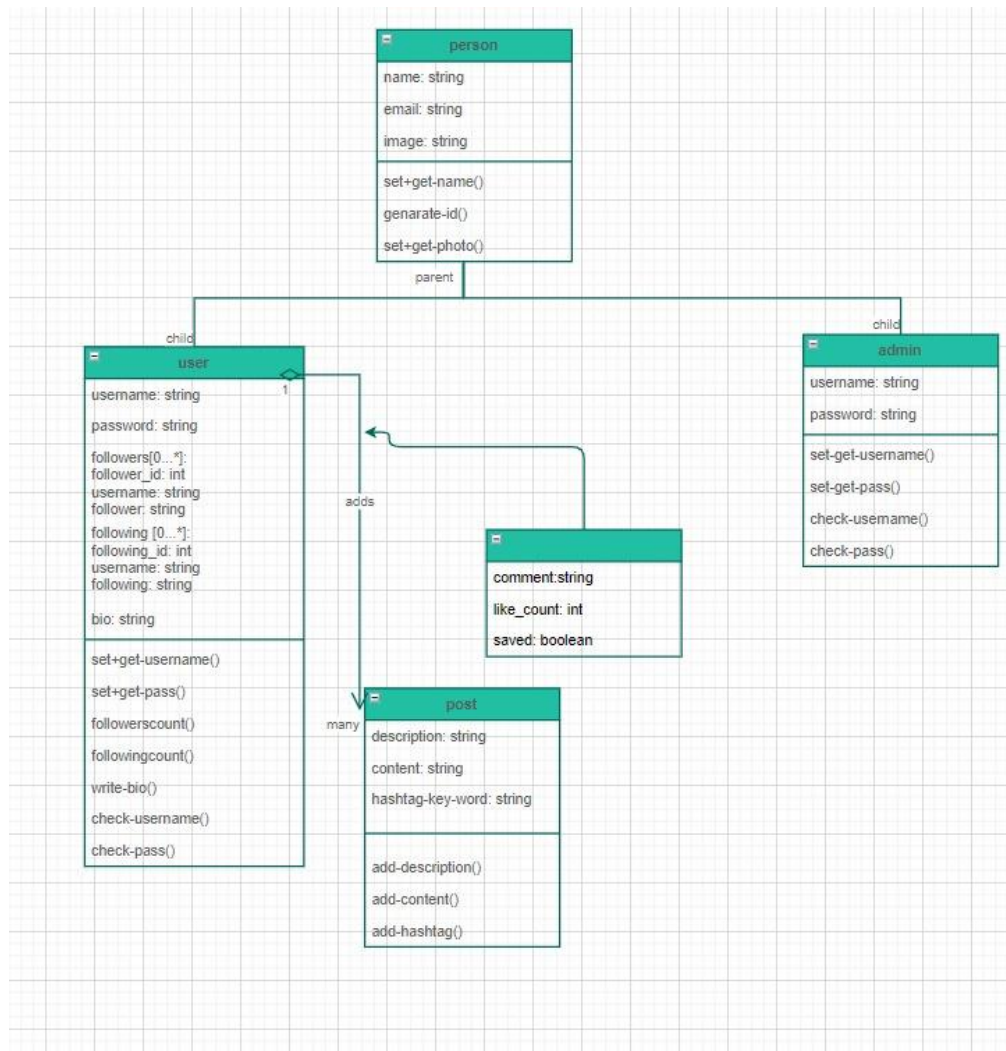 person
name: string
email: string
image: string
set+get-name()
genarate-id()
set+get-photo()
parent
child
child
user
1
username: string
password: string
followers[0...*]:
follower_id: int
username: string
follower: string
following [0...*]:
following_id: int
username: string
following: string
bio: string
set+get-username()
set+get-pass()
followerscount()
followingcount()
write-bio()
check-username()
check-pass()
admin
username: string
password: string
set-get-username()
set-get-pass()
check-username()
check-pass()
adds
comment:string
like_count: int
saved: boolean
many
post
description: string
content: string
hashtag-key-word: string
add-description()
add-content()
add-hashtag()